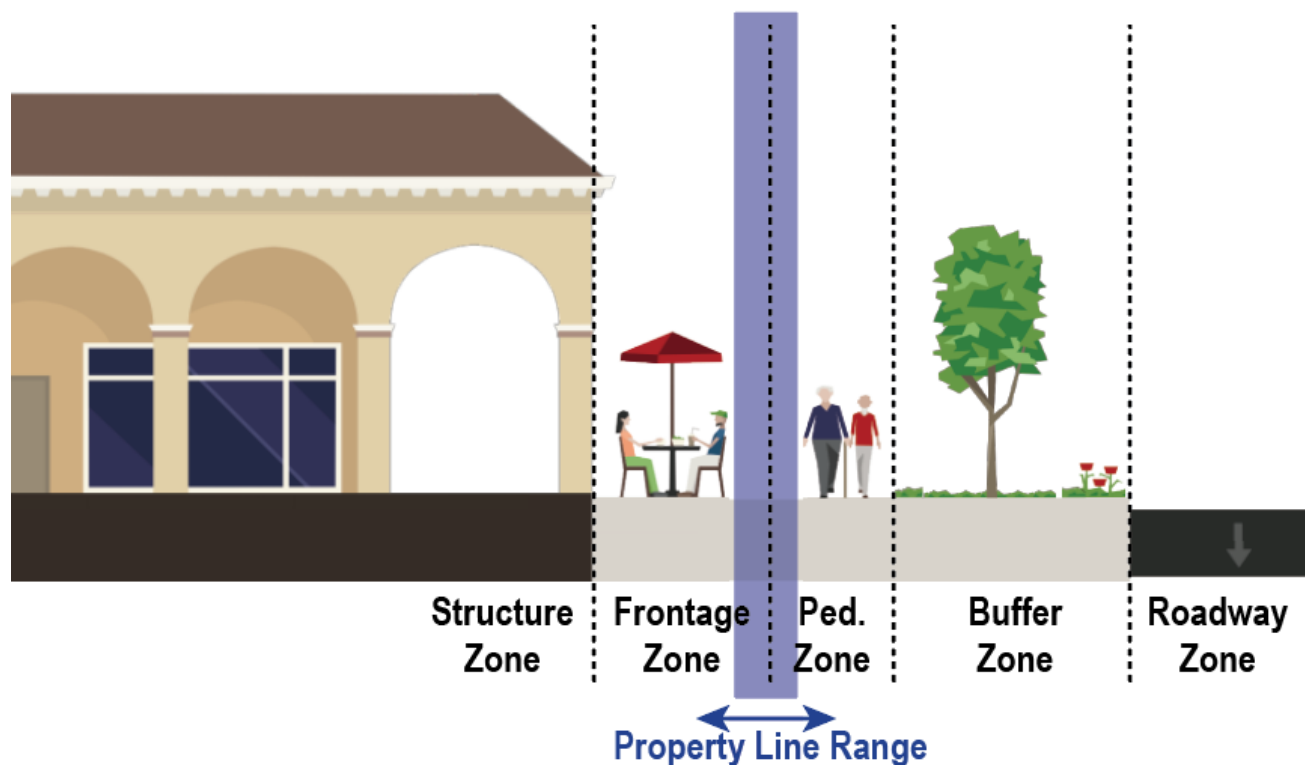 Structure
Zone
Frontage
Zone
Ped.
Zone
Buffer
Zone
Roadway
Zone
Property Line Range